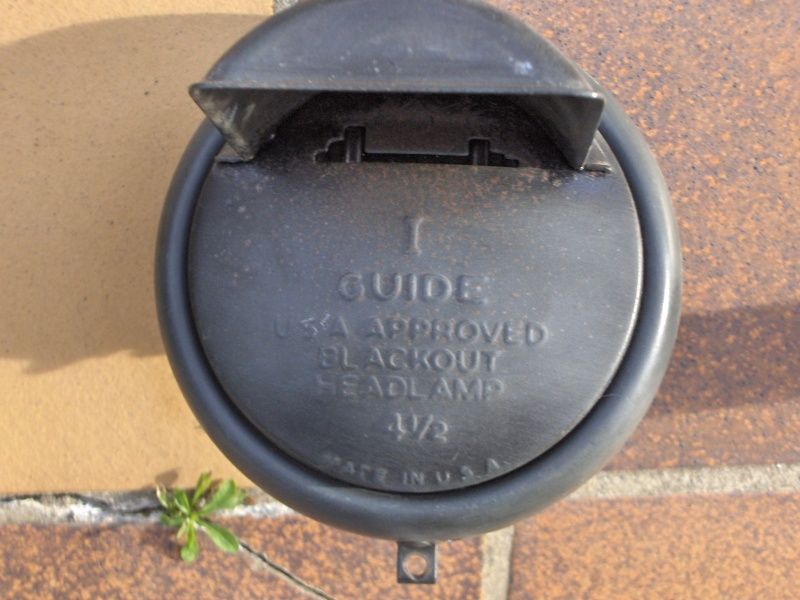 I
GUIDE
U.S.A APPROVED
BLACKOUT
HEADLAMP
4 1/2
MADE IN U.S.A.